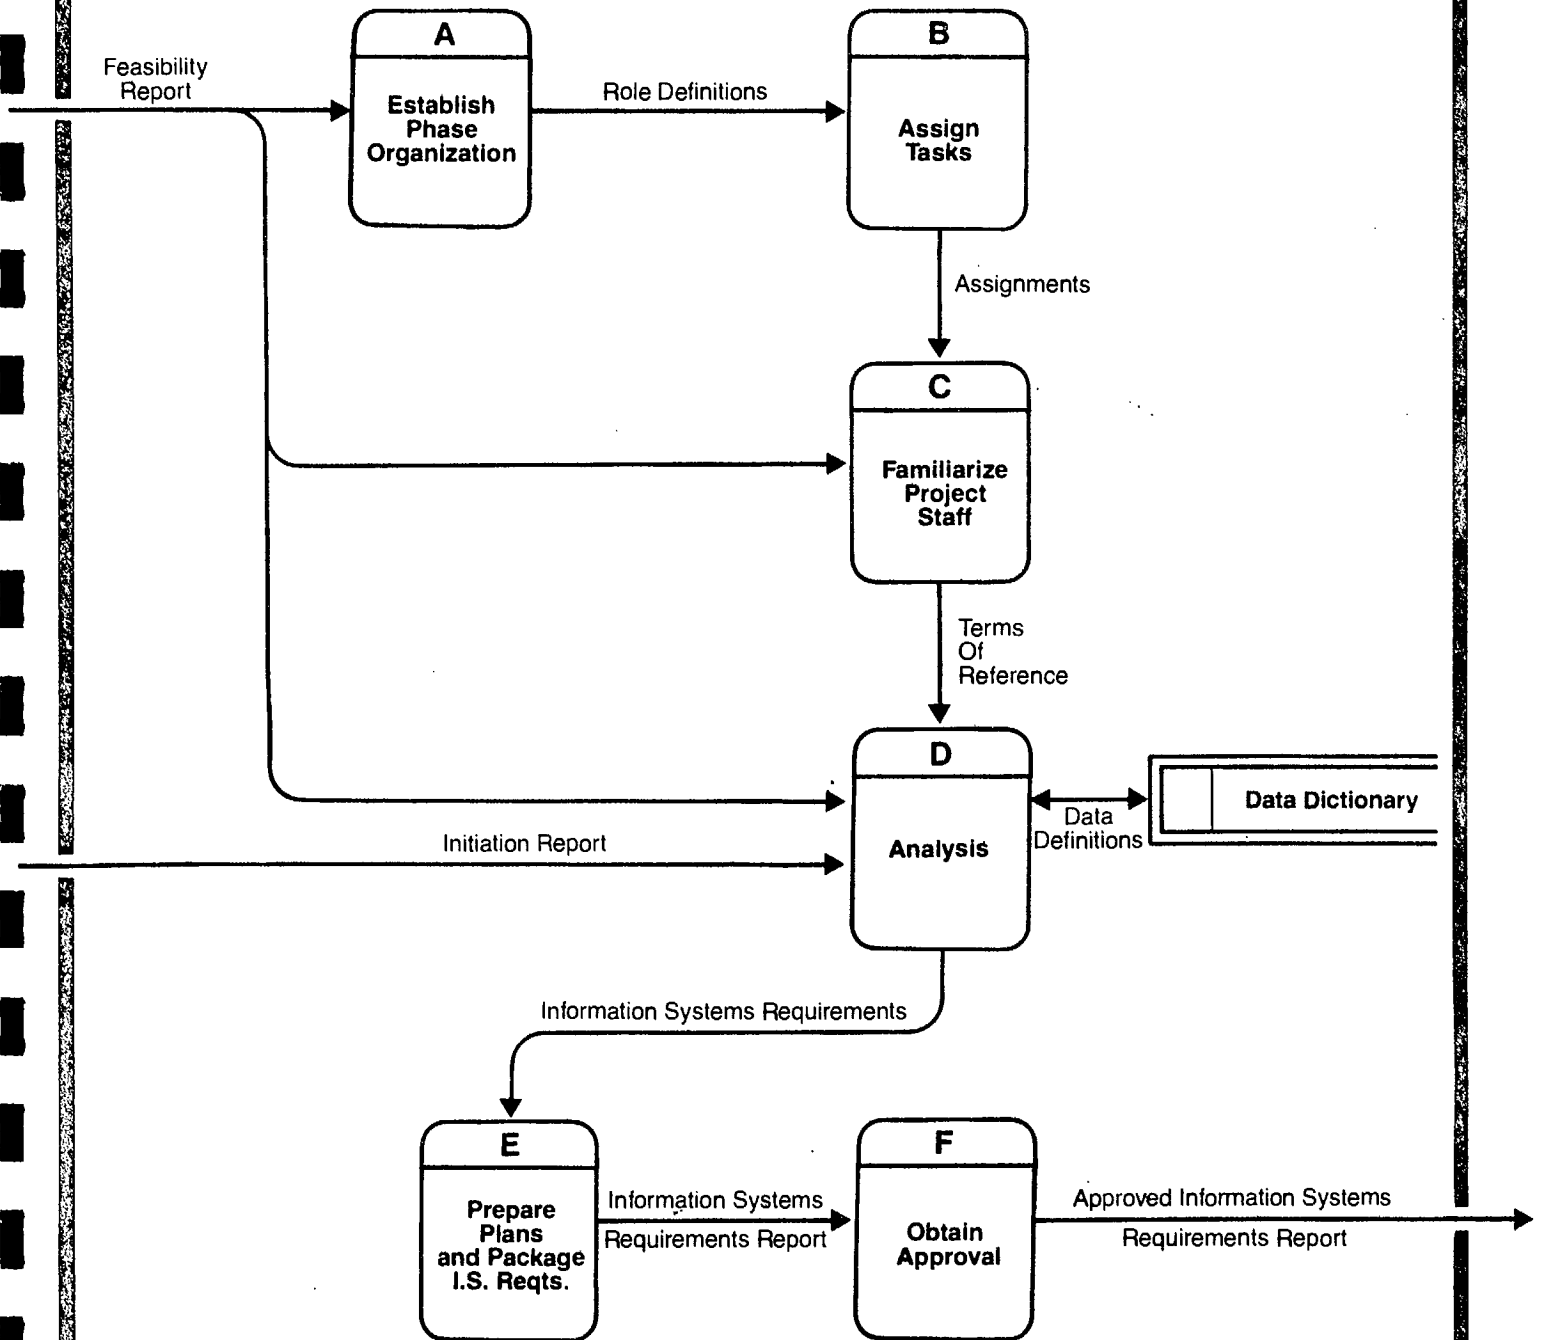 A
B
Feasibility
Report
Role Definitions
Establish
Phase
Organization
Assign
Tasks
Assignments
C
Familiarize
Project
Staff
Terms
Of
Reference
D
Data Dictionary
Data
Definitions
Initiation Report
Analysis
Information Systems Requirements
E
F
Prepare
Plans
and Package
I.S. Reqts.
Information Systems
Requirements Report
Obtain
Approval
Approved Information Systems
Requirements Report